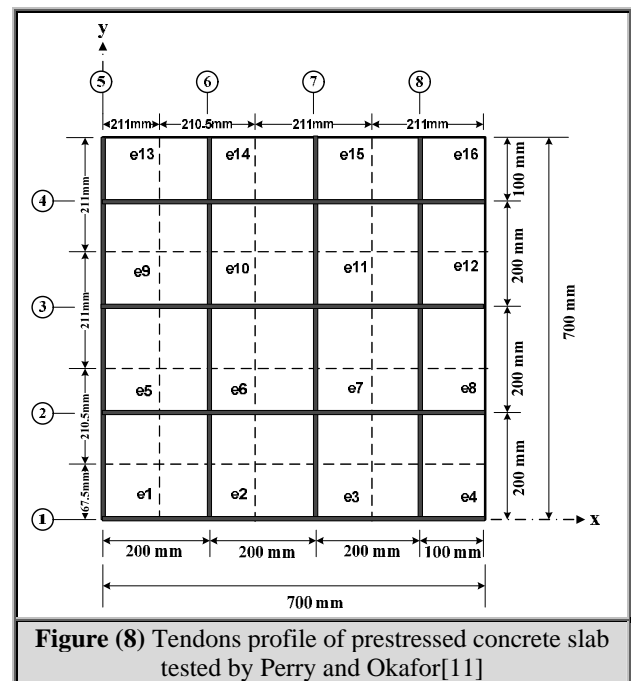 y
5
6
7
8
211mm
210.5mm
211mm
211mm
e13
e14
e15
e16
100 mm
4
211mm
200 mm
e9
e10
e11
e12
700 mm
3
211mm
200 mm
e5
e6
e7
e8
2
210.5mm
200 mm
e1
e2
e3
e4
67.5mm
1
x
200 mm
200 mm
200 mm
100 mm
700 mm
Figure (8) Tendons profile of prestressed concrete slab
tested by Perry and Okafor[11]